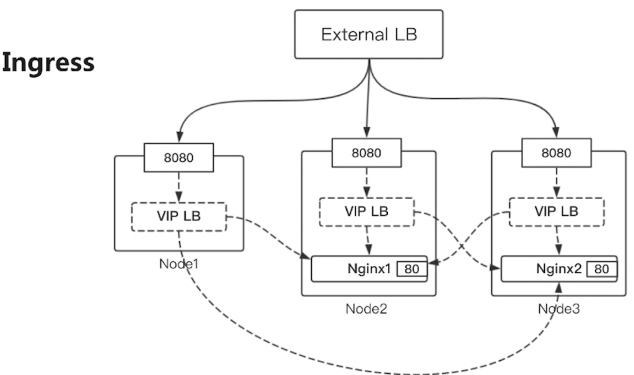 External LB
Ingress
8080
8080
8080
VIP LB
VIP LB
VIP LB
Nginx1 80
Nginx2 80
Node1
Node2
Node3